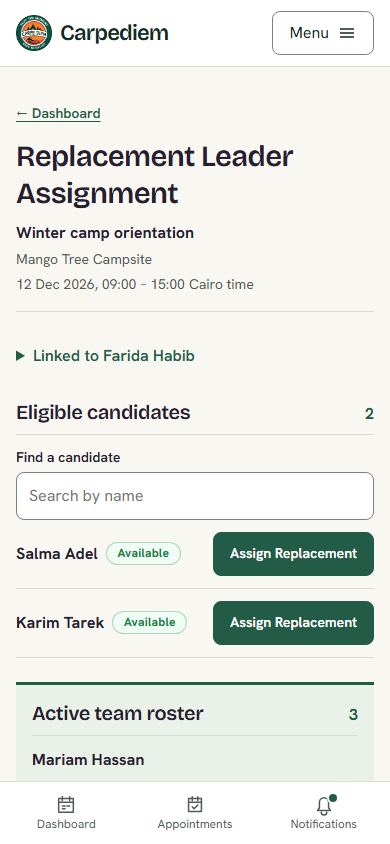 Carpediem
Menu
← Dashboard
Replacement Leader
Assignment
Winter camp orientation
Mango Tree Campsite
12 Dec 2026, 09:00 – 15:00 Cairo time
Linked to Farida Habib
Eligible candidates 2
Find a candidate
Search by name
Salma Adel Available Assign Replacement
Karim Tarek Available Assign Replacement
Active team roster 3
Mariam Hassan
Dashboard Appointments Notifications